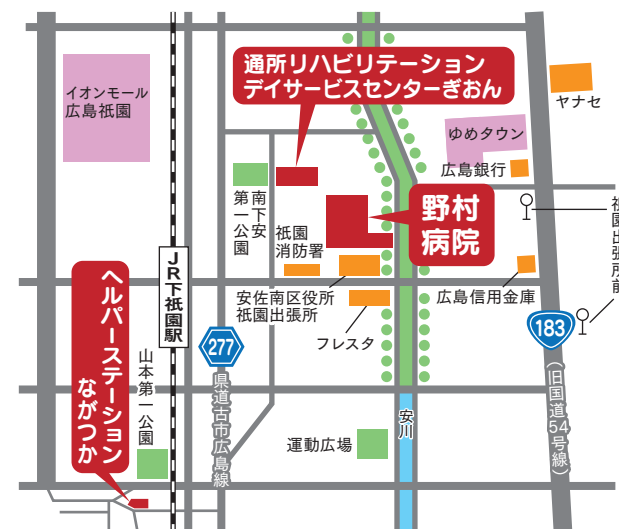 通所リハビリテーション
デイサービスセンターぎおん
イオンモール
広島祇園
ヤナセ
ゆめタウン
広島銀行
南下安
第一公園
野村
病院
祇園
消防署
祇園出張所前
JR下祇園駅
安佐南区役所
祇園出張所
広島信用金庫
フレスタ
183
277
ヘルパーステーション
ながつか
山本第一公園
県道古市広島線
(旧国道54号線)
安川
運動広場